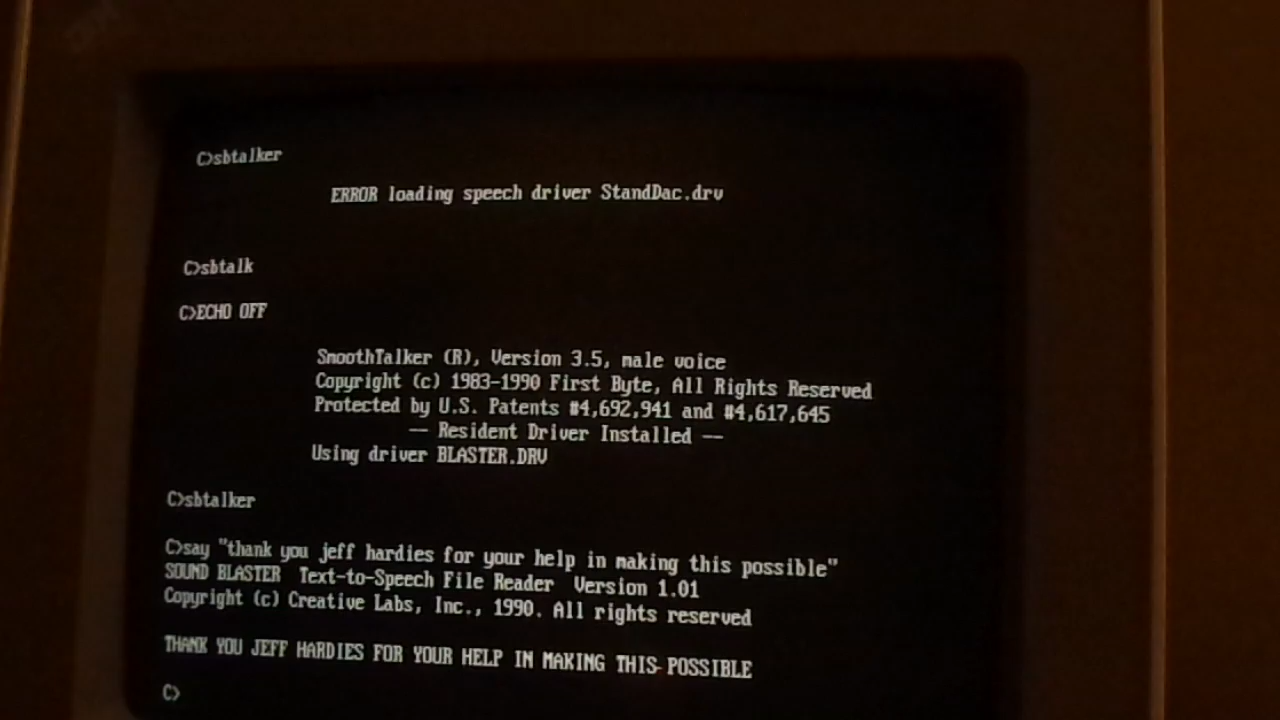 C>sbtalker
ERROR loading speech driver StandDac.drv
C>sbtalk
C>ECHO OFF
SmoothTalker (R), Version 3.5, male voice
Copyright (c) 1983-1990 First Byte, All Rights Reserved
Protected by U.S. Patents #4,692,941 and #4,617,645
-- Resident Driver Installed --
Using driver BLASTER.DRV
C>sbtalker
C>say "thank you jeff hardies for your help in making this possible"
SOUND BLASTER  Text-to-Speech File Reader  Version 1.01
Copyright (c) Creative Labs, Inc., 1990. All rights reserved
THANK YOU JEFF HARDIES FOR YOUR HELP IN MAKING THIS POSSIBLE
C>